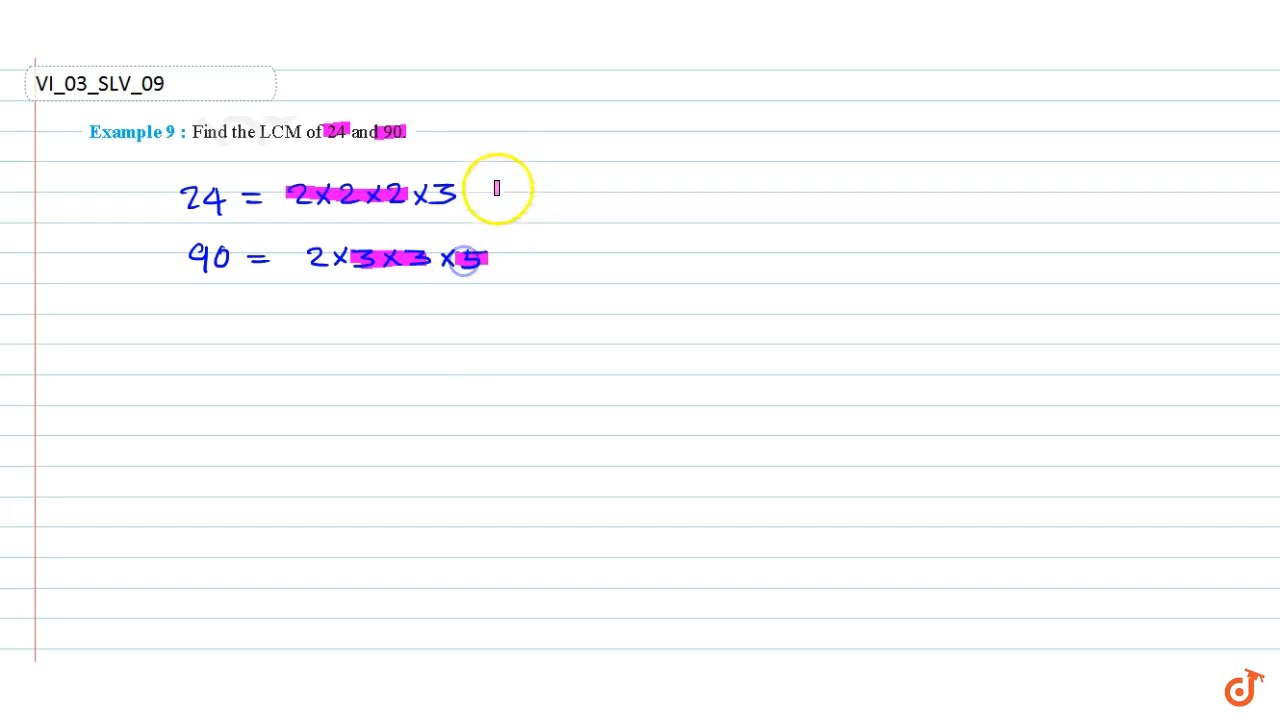 VI_03_SLV_09
Example 9 : Find the LCM of 24 and 90.
24 = 2×2×2×3
90 = 2×3×3×5